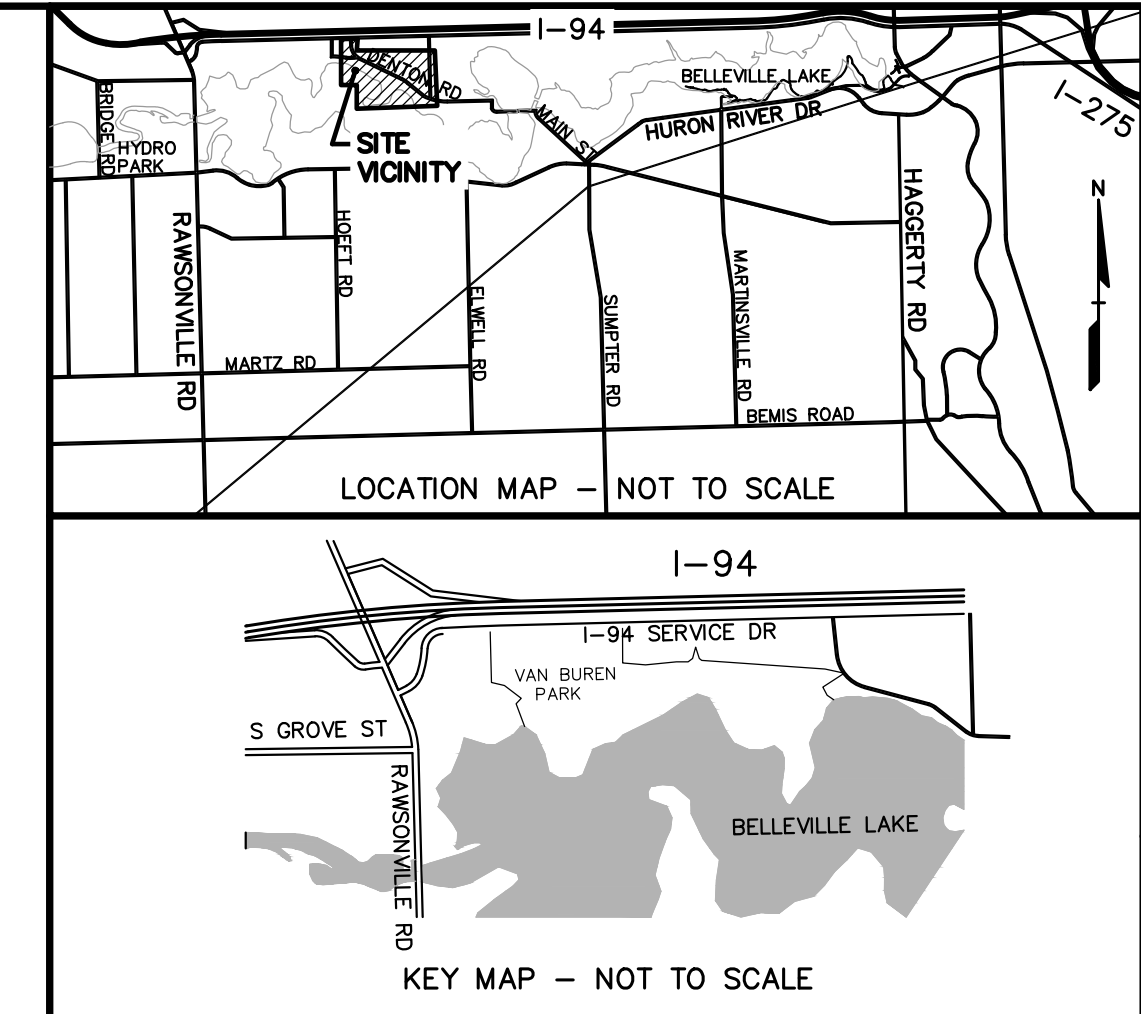 I-94
DENTON RD
BELLEVILLE LAKE
I-275
BRIDGE RD
HYDRO
PARK
SITE
VICINITY
MAIN ST
HURON RIVER DR
N
RAWSONVILLE RD
HOEFT RD
ELWELL RD
SUMPTER RD
MARTINSVILLE RD
HAGGERTY RD
MARTZ RD
BEMIS ROAD
LOCATION MAP – NOT TO SCALE
I-94
I-94 SERVICE DR
VAN BUREN
PARK
S GROVE ST
RAWSONVILLE RD
BELLEVILLE LAKE
KEY MAP – NOT TO SCALE